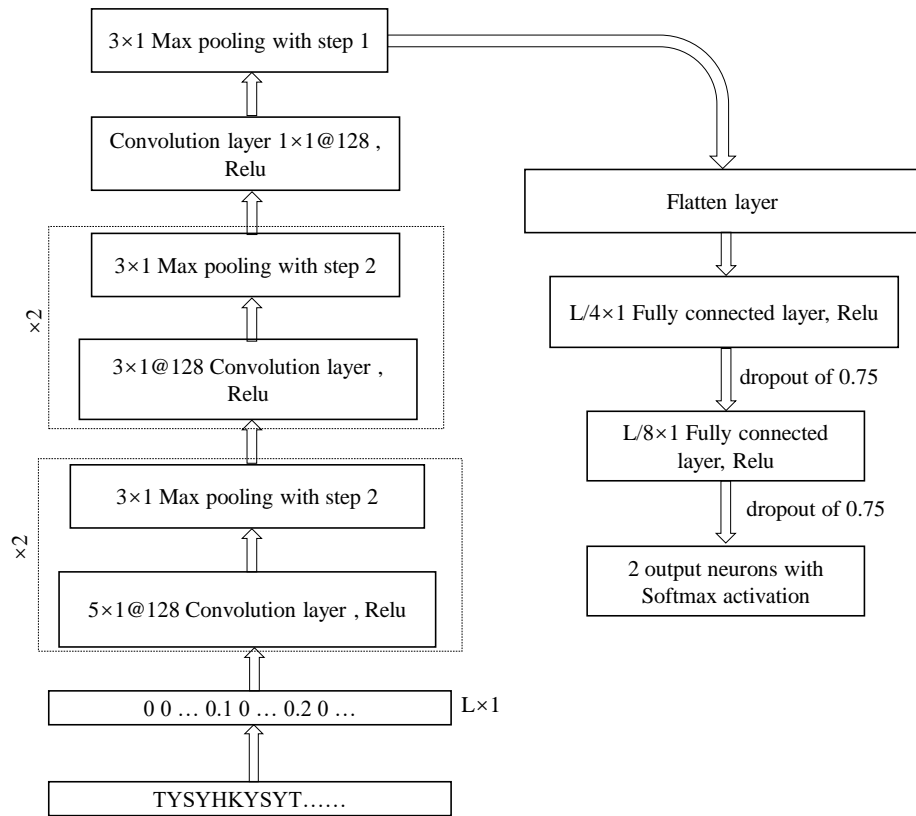 3×1 Max pooling with step 1
Convolution layer 1×1@128 ,
Relu
3×1 Max pooling with step 2
×2
3×1@128 Convolution layer ,
Relu
3×1 Max pooling with step 2
×2
5×1@128 Convolution layer , Relu
0 0 … 0.1 0 … 0.2 0 …
L×1
TYSYHKYSYT……
Flatten layer
L/4×1 Fully connected layer, Relu
dropout of 0.75
L/8×1 Fully connected
layer, Relu
dropout of 0.75
2 output neurons with
Softmax activation